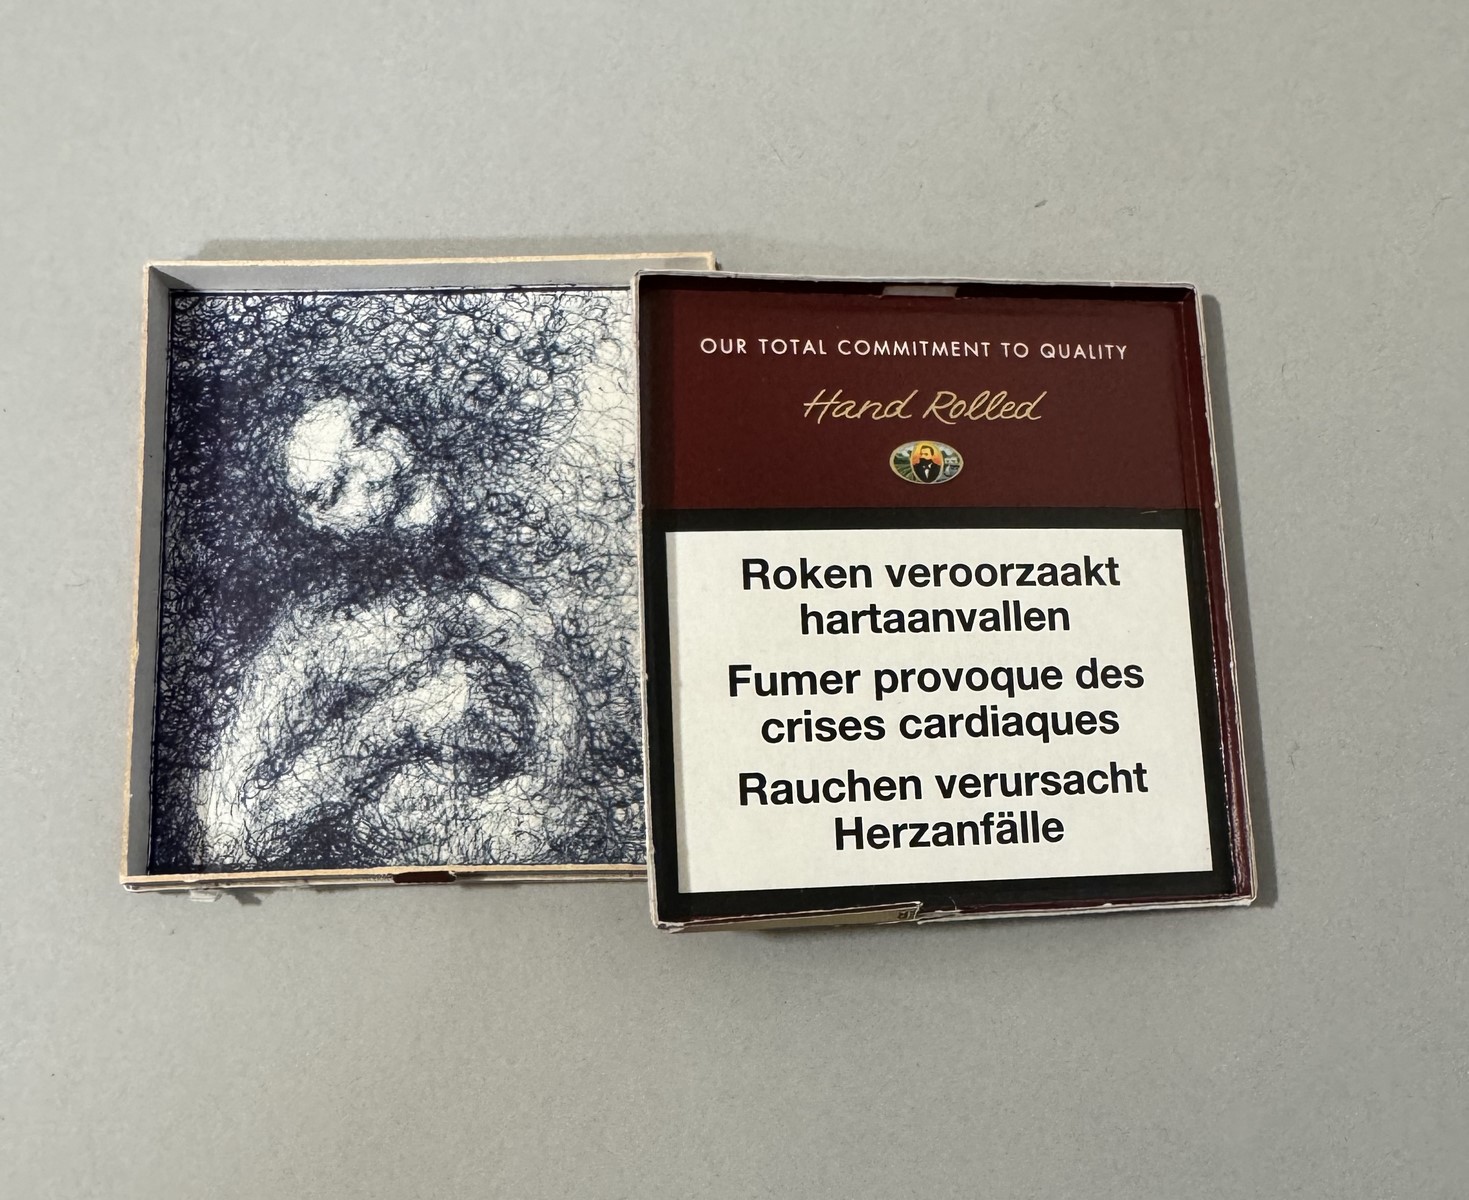 OUR TOTAL COMMITMENT TO QUALITY
Hand Rolled
Roken veroorzaakt
hartaanvallen
Fumer provoque des
crises cardiaques
Rauchen verursacht
Herzanfälle